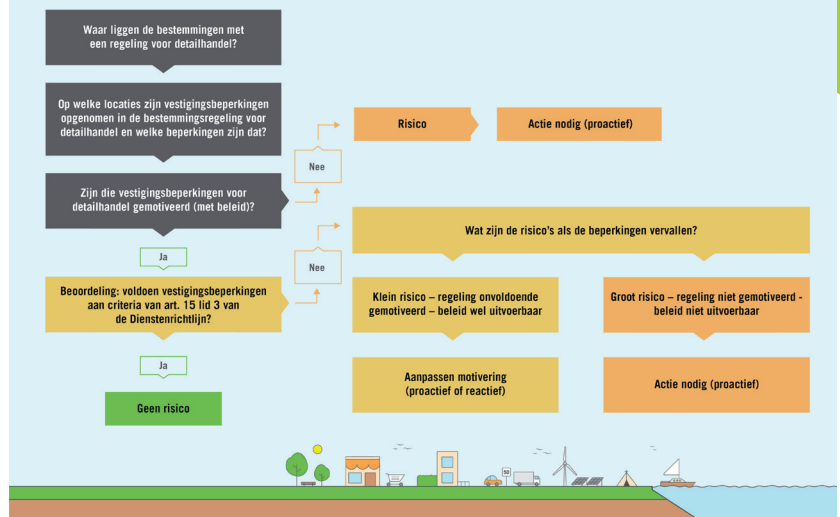 Waar liggen de bestemmingen met
een regeling voor detailhandel?
Op welke locaties zijn vestigingsbeperkingen
opgenomen in de bestemmingsregeling voor
detailhandel en welke beperkingen zijn dat?
Risico
Actie nodig (proactief)
Nee
Zijn die vestigingsbeperkingen voor
detailhandel gemotiveerd (met beleid)?
Wat zijn de risico's als de beperkingen vervallen?
Ja
Nee
Beoordeling: voldoen vestigingsbeperkingen
aan criteria van art. 15 lid 3 van
de Dienstenrichtlijn?
Klein risico – regeling onvoldoende
gemotiveerd – beleid wel uitvoerbaar
Groot risico – regeling niet gemotiveerd -
beleid niet uitvoerbaar
Ja
Aanpassen motivering
(proactief of reactief)
Actie nodig (proactief)
Geen risico
50